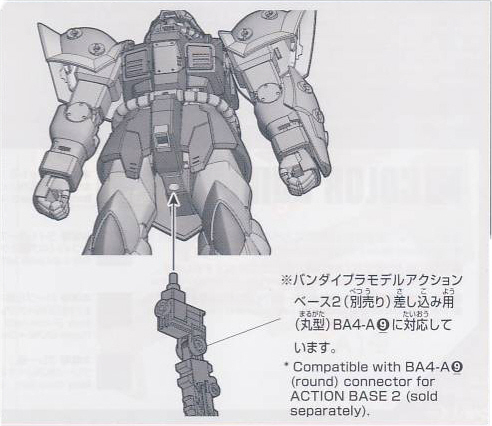 ※バンダイプラモデルアクション
ベース2(別売り)差し込み用
(丸型)BA4-A❾に対応して
います。
* Compatible with BA4-A❾
(round) connector for
ACTION BASE 2 (sold
separately).